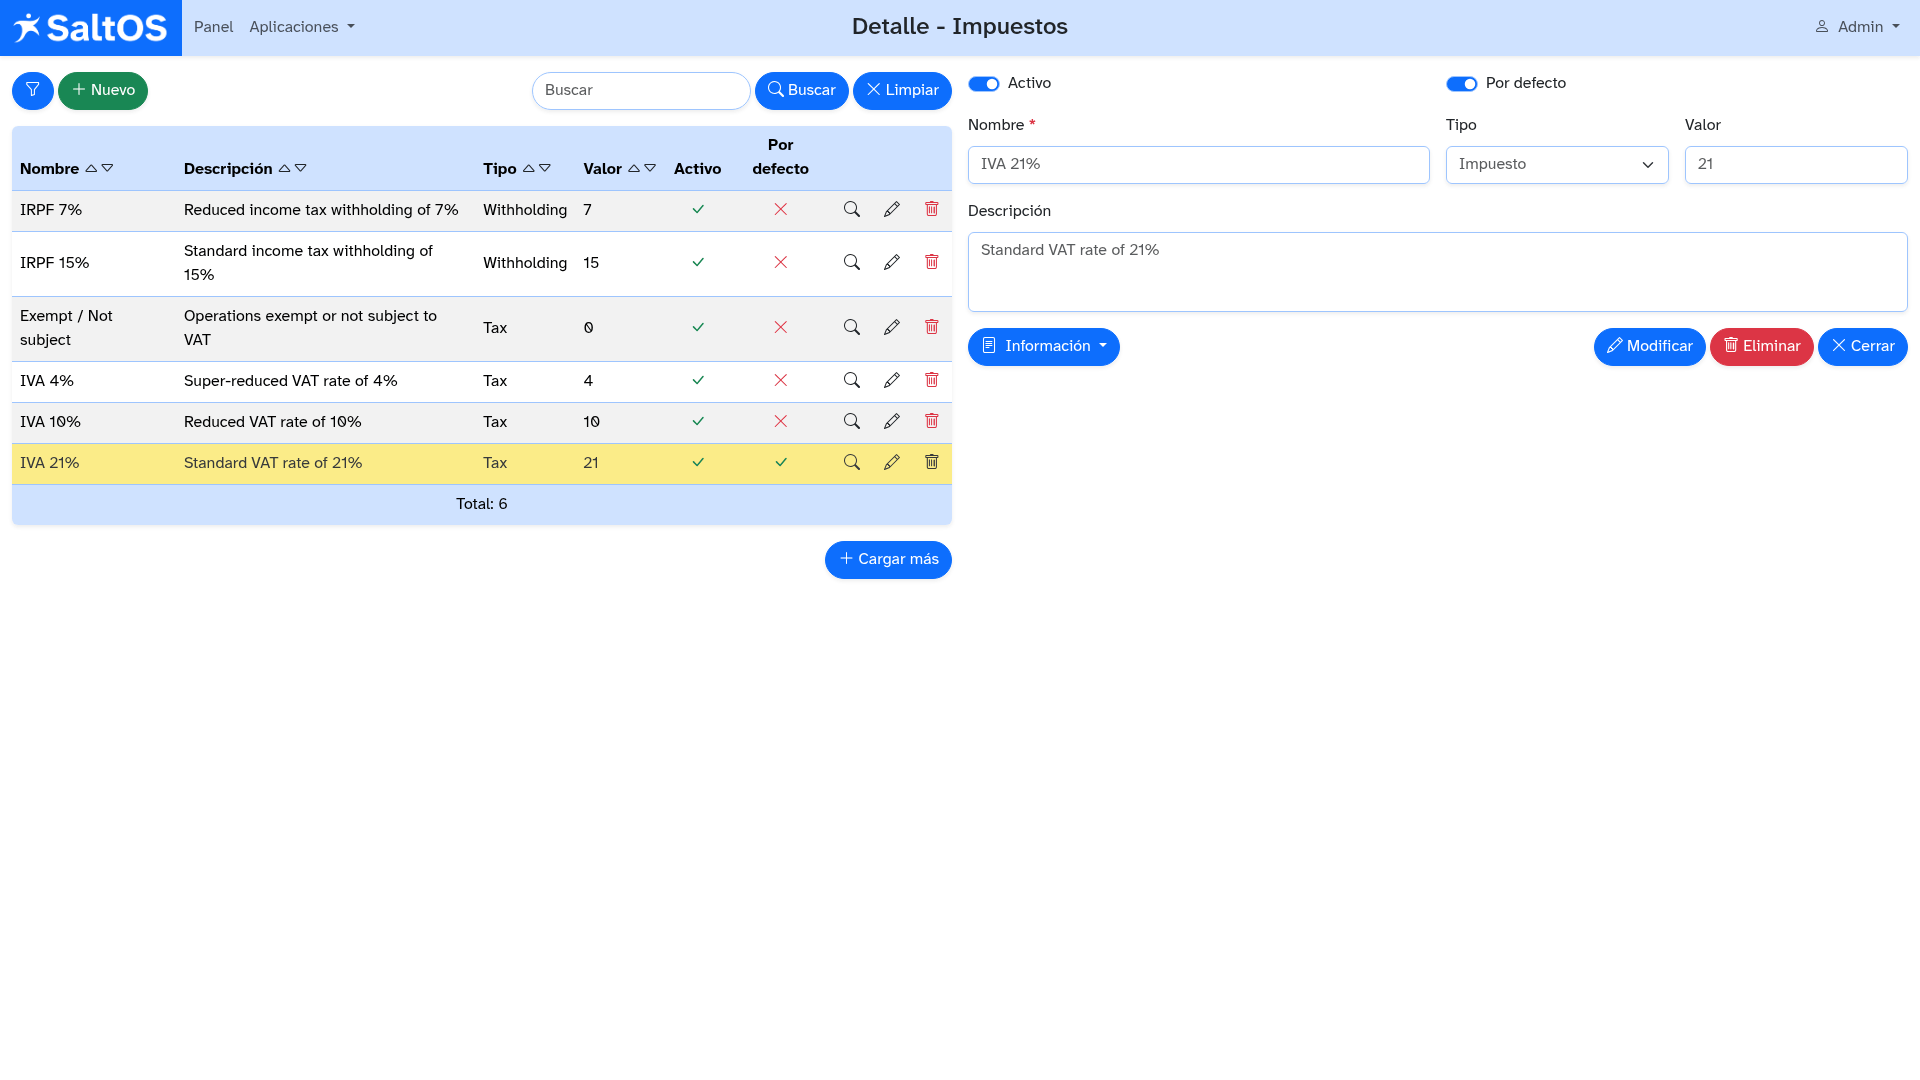 SaltOS Panel Aplicaciones Detalle - Impuestos Admin
Nuevo Buscar Buscar Limpiar
Nombre Descripción Tipo Valor Activo Por defecto
IRPF 7% Reduced income tax withholding of 7% Withholding 7
IRPF 15% Standard income tax withholding of 15% Withholding 15
Exempt / Not subject Operations exempt or not subject to VAT Tax 0
IVA 4% Super-reduced VAT rate of 4% Tax 4
IVA 10% Reduced VAT rate of 10% Tax 10
IVA 21% Standard VAT rate of 21% Tax 21
Total: 6
Cargar más
Activo Por defecto
Nombre * Tipo Valor
IVA 21% Impuesto 21
Descripción
Standard VAT rate of 21%
Información Modificar Eliminar Cerrar